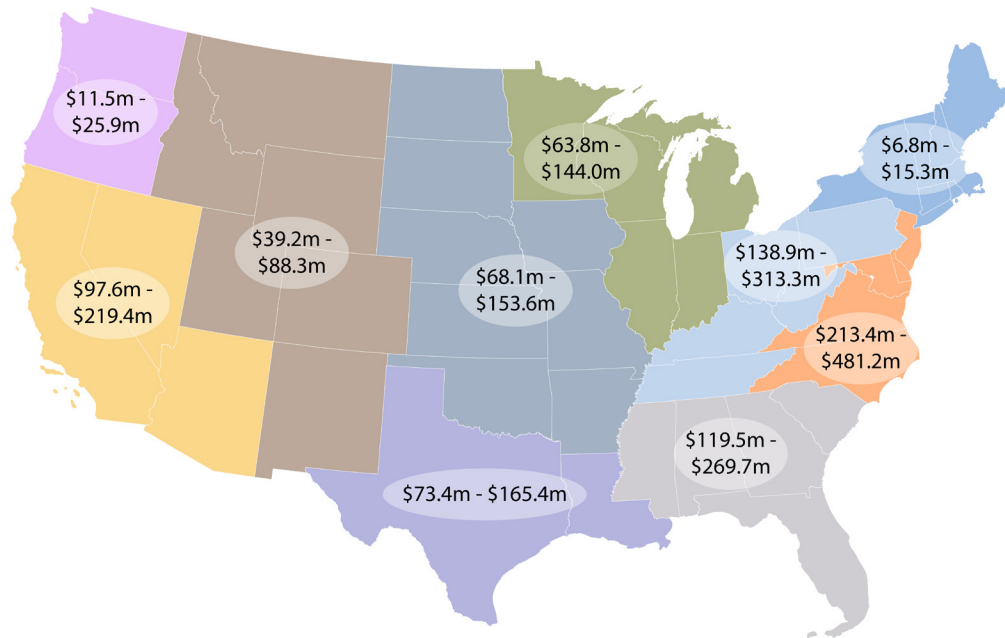 $11.5m -
$25.9m
$63.8m -
$144.0m
$6.8m -
$15.3m
$39.2m -
$88.3m
$138.9m -
$313.3m
$97.6m -
$219.4m
$68.1m -
$153.6m
$213.4m -
$481.2m
$119.5m -
$269.7m
$73.4m - $165.4m